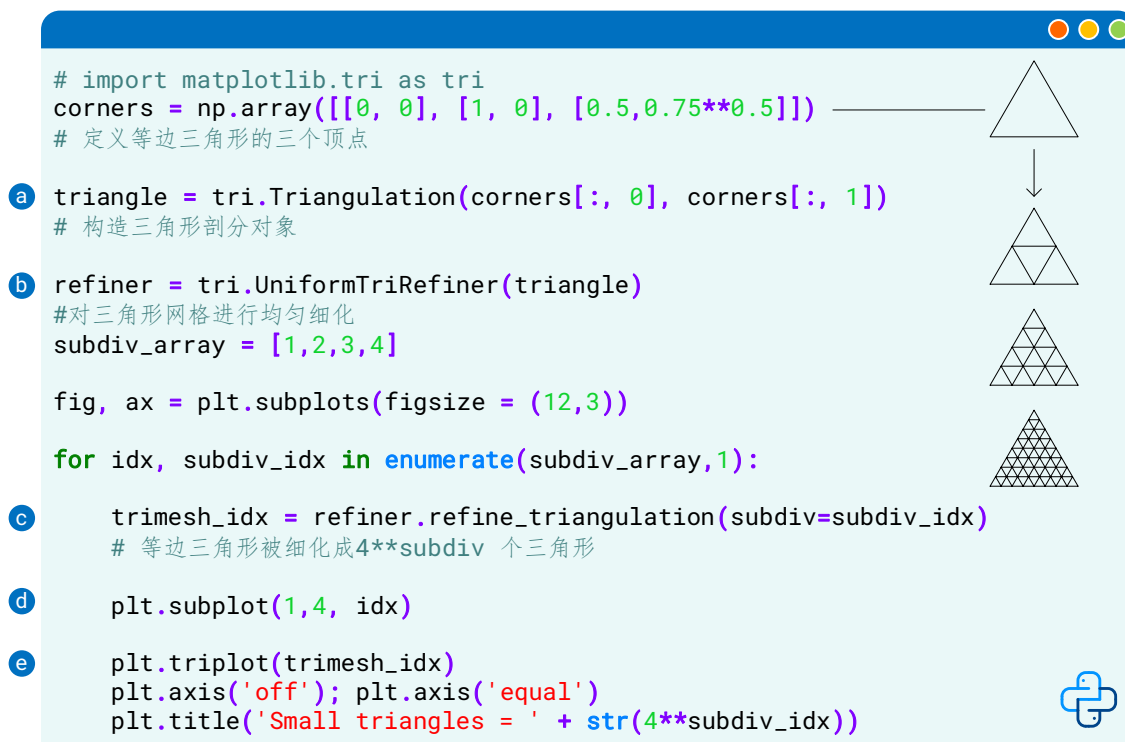 # import matplotlib.tri as tri
corners = np.array([[0, 0], [1, 0], [0.5,0.75**0.5]])
# 定义等边三角形的三个顶点
a triangle = tri.Triangulation(corners[:, 0], corners[:, 1])
# 构造三角形剖分对象
b refiner = tri.UniformTriRefiner(triangle)
#对三角形网格进行均匀细化
subdiv_array = [1,2,3,4]
fig, ax = plt.subplots(figsize = (12,3))
for idx, subdiv_idx in enumerate(subdiv_array,1):
c trimesh_idx = refiner.refine_triangulation(subdiv=subdiv_idx)
# 等边三角形被细化成4**subdiv 个三角形
d plt.subplot(1,4, idx)
e plt.triplot(trimesh_idx)
plt.axis('off'); plt.axis('equal')
plt.title('Small triangles = ' + str(4**subdiv_idx))